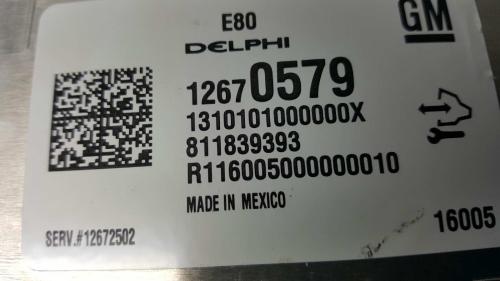 E80
GM
DELPHI
12670579
1310101000000X
811839393
R116005000000010
MADE IN MEXICO
SERV.#12672502
16005